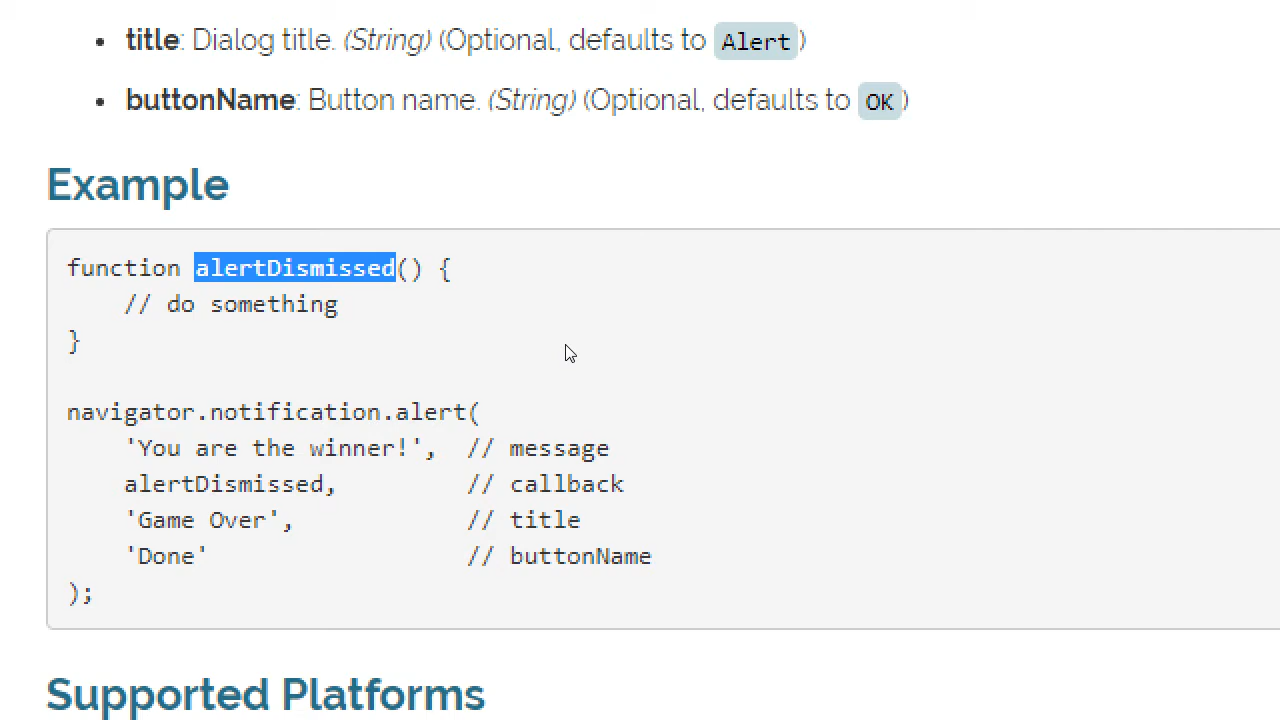 • title: Dialog title. (String) (Optional, defaults to Alert)
• buttonName: Button name. (String) (Optional, defaults to OK)
Example
function alertDismissed() {
    // do something
}
navigator.notification.alert(
    'You are the winner!',  // message
    alertDismissed,         // callback
    'Game Over',            // title
    'Done'                  // buttonName
);
Supported Platforms